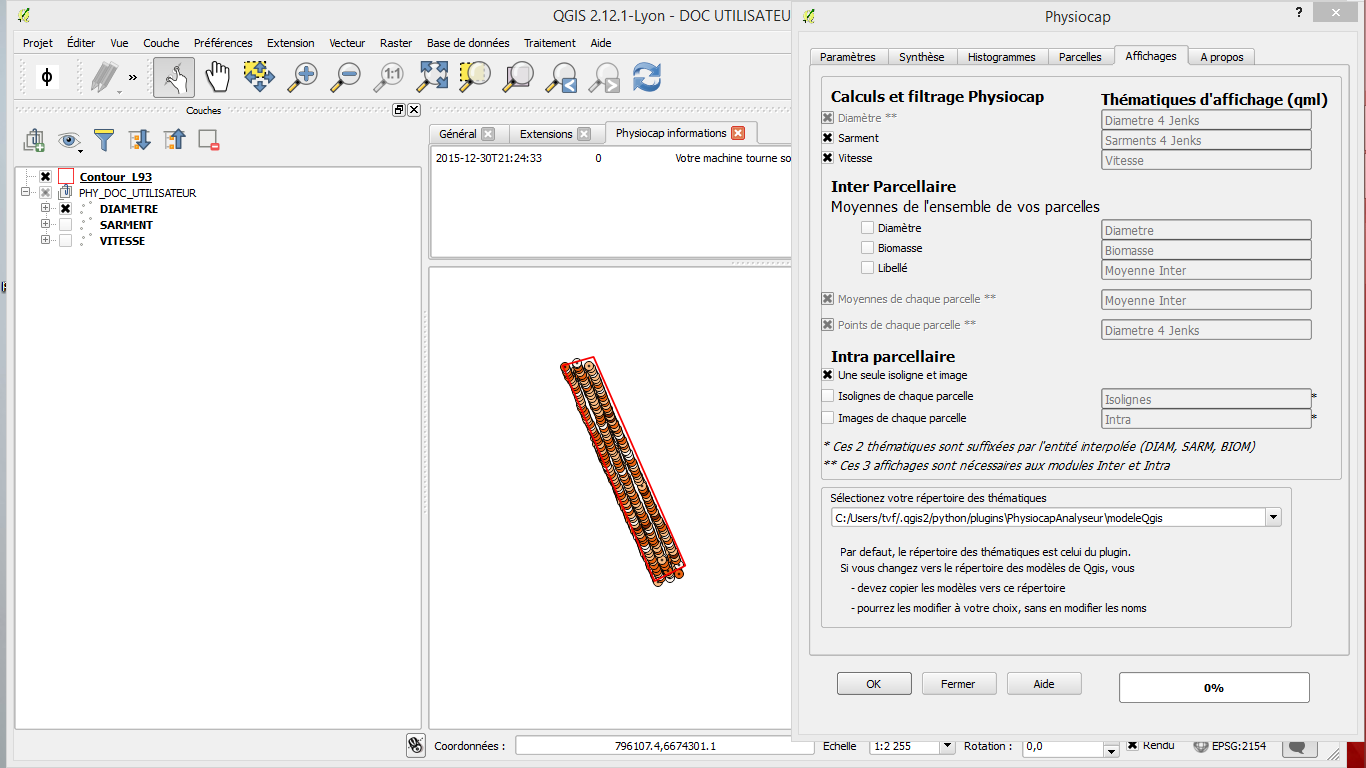 QGIS 2.12.1-Lyon - DOC UTILISATEU
Projet Éditer Vue Couche Préférences Extension Vecteur Raster Base de données Traitement Aide
ф »
1:1
Couches
Contour_L93
PHY_DOC_UTILISATEUR
DIAMETRE
SARMENT
VITESSE
Général Extensions Physiocap informations
2015-12-30T21:24:33 0 Votre machine tourne so
Coordonnées : 796107.4,6674301.1 Echelle 1:2 255 Rotation : 0,0 Rendu EPSG:2154
Physiocap ?
Paramètres Synthèse Histogrammes Parcelles Affichages A propos
Calculs et filtrage Physiocap Thématiques d'affichage (qml)
Diamètre ** Diametre 4 Jenks
Sarment Sarments 4 Jenks
Vitesse Vitesse
Inter Parcellaire
Moyennes de l'ensemble de vos parcelles
Diamètre Diametre
Biomasse Biomasse
Libellé Moyenne Inter
Moyennes de chaque parcelle ** Moyenne Inter
Points de chaque parcelle ** Diametre 4 Jenks
Intra parcellaire
Une seule isoligne et image
Isolignes de chaque parcelle Isolignes *
Images de chaque parcelle Intra *
* Ces 2 thématiques sont suffixées par l'entité interpolée (DIAM, SARM, BIOM)
** Ces 3 affichages sont nécessaires aux modules Inter et Intra
Sélectionez votre répertoire des thématiques
C:/Users/tvf/.qgis2/python/plugins\PhysiocapAnalyseur\modeleQgis
Par defaut, le répertoire des thématiques est celui du plugin.
Si vous changez vers le répertoire des modèles de Qgis, vous
- devez copier les modèles vers ce répertoire
- pourrez les modifier à votre choix, sans en modifier les noms
OK Fermer Aide 0%